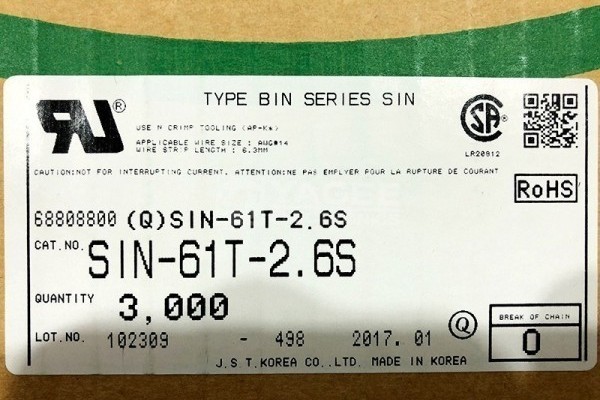 TYPE BIN SERIES SIN
RU®
USE N CRIMP TOOLING (AP-K*)
APPLICABLE WIRE SIZE : AWG#14
WIRE STRIP LENGTH : 6.3MM
SA®
LR20912
CAUTION:NOT FOR INTERRUPTING CURRENT. ATTENTION:NE PAS EMPLYER POUR LA RUPTURE DE COURANT
RoHS
68808800 (Q)SIN-61T-2.6S
CAT.NO. SIN-61T-2.6S
QUANTITY 3,000
LOT.NO. 102309 - 498 2017.01
Q
BREAK OF CHAIN
0
J.S.T.KOREA CO.,LTD. MADE IN KOREA